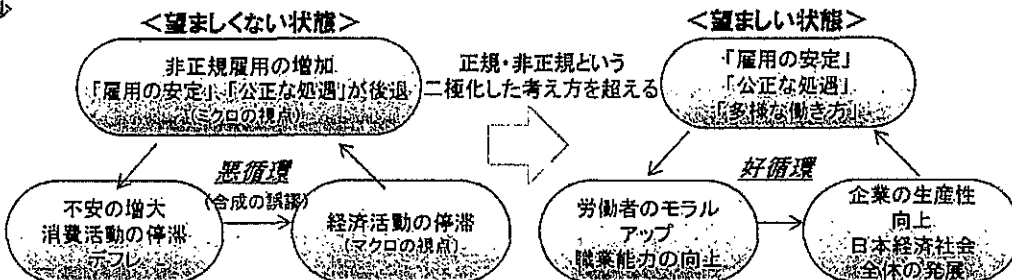 ＜望ましくない状態＞
非正規雇用の増加
「雇用の安定」、「公正な処遇」が後退
(ミクロの視点)
悪循環
(合成の誤謬)
不安の増大
消費活動の停滞
デフレ
経済活動の停滞
(マクロの視点)
正規・非正規という
二極化した考え方を超える
＜望ましい状態＞
「雇用の安定」
「公正な処遇」
「多様な働き方」
好循環
労働者のモラル
アップ
職業能力の向上
企業の生産性
向上
日本経済社会
全体の発展